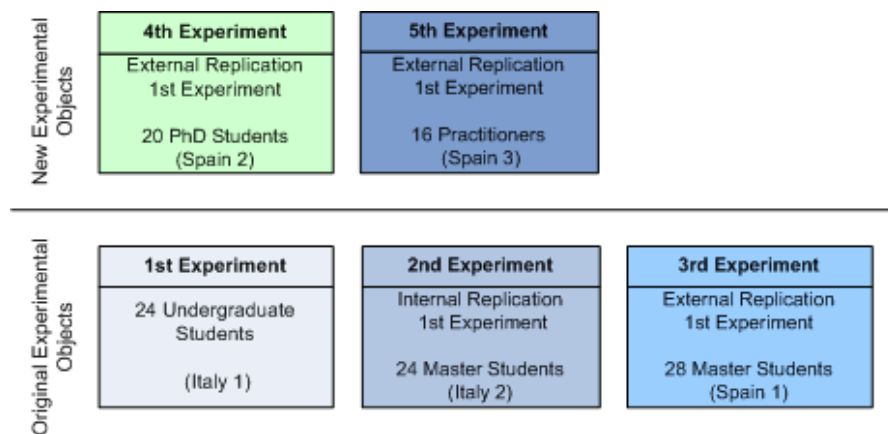 New Experimental
Objects
4th Experiment
External Replication
1st Experiment
20 PhD Students
(Spain 2)
5th Experiment
External Replication
1st Experiment
16 Practitioners
(Spain 3)
Original Experimental
Objects
1st Experiment
24 Undergraduate
Students
(Italy 1)
2nd Experiment
Internal Replication
1st Experiment
24 Master Students
(Italy 2)
3rd Experiment
External Replication
1st Experiment
28 Master Students
(Spain 1)